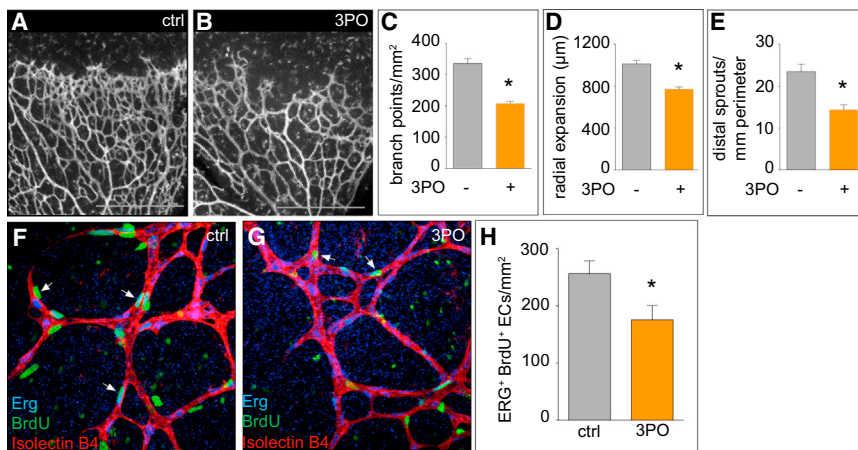 A ctrl
B 3PO
C
branch points/mm²
400
300
200
100
0
*
3PO - +
D
radial expansion (µm)
1200
800
400
0
*
3PO - +
E
distal sprouts/
mm perimeter
30
20
10
0
*
3PO - +
F ctrl
Erg
BrdU
Isolectin B4
G 3PO
Erg
BrdU
Isolectin B4
H
ERG⁺ BrdU⁺ ECs/mm²
300
200
100
0
*
ctrl 3PO